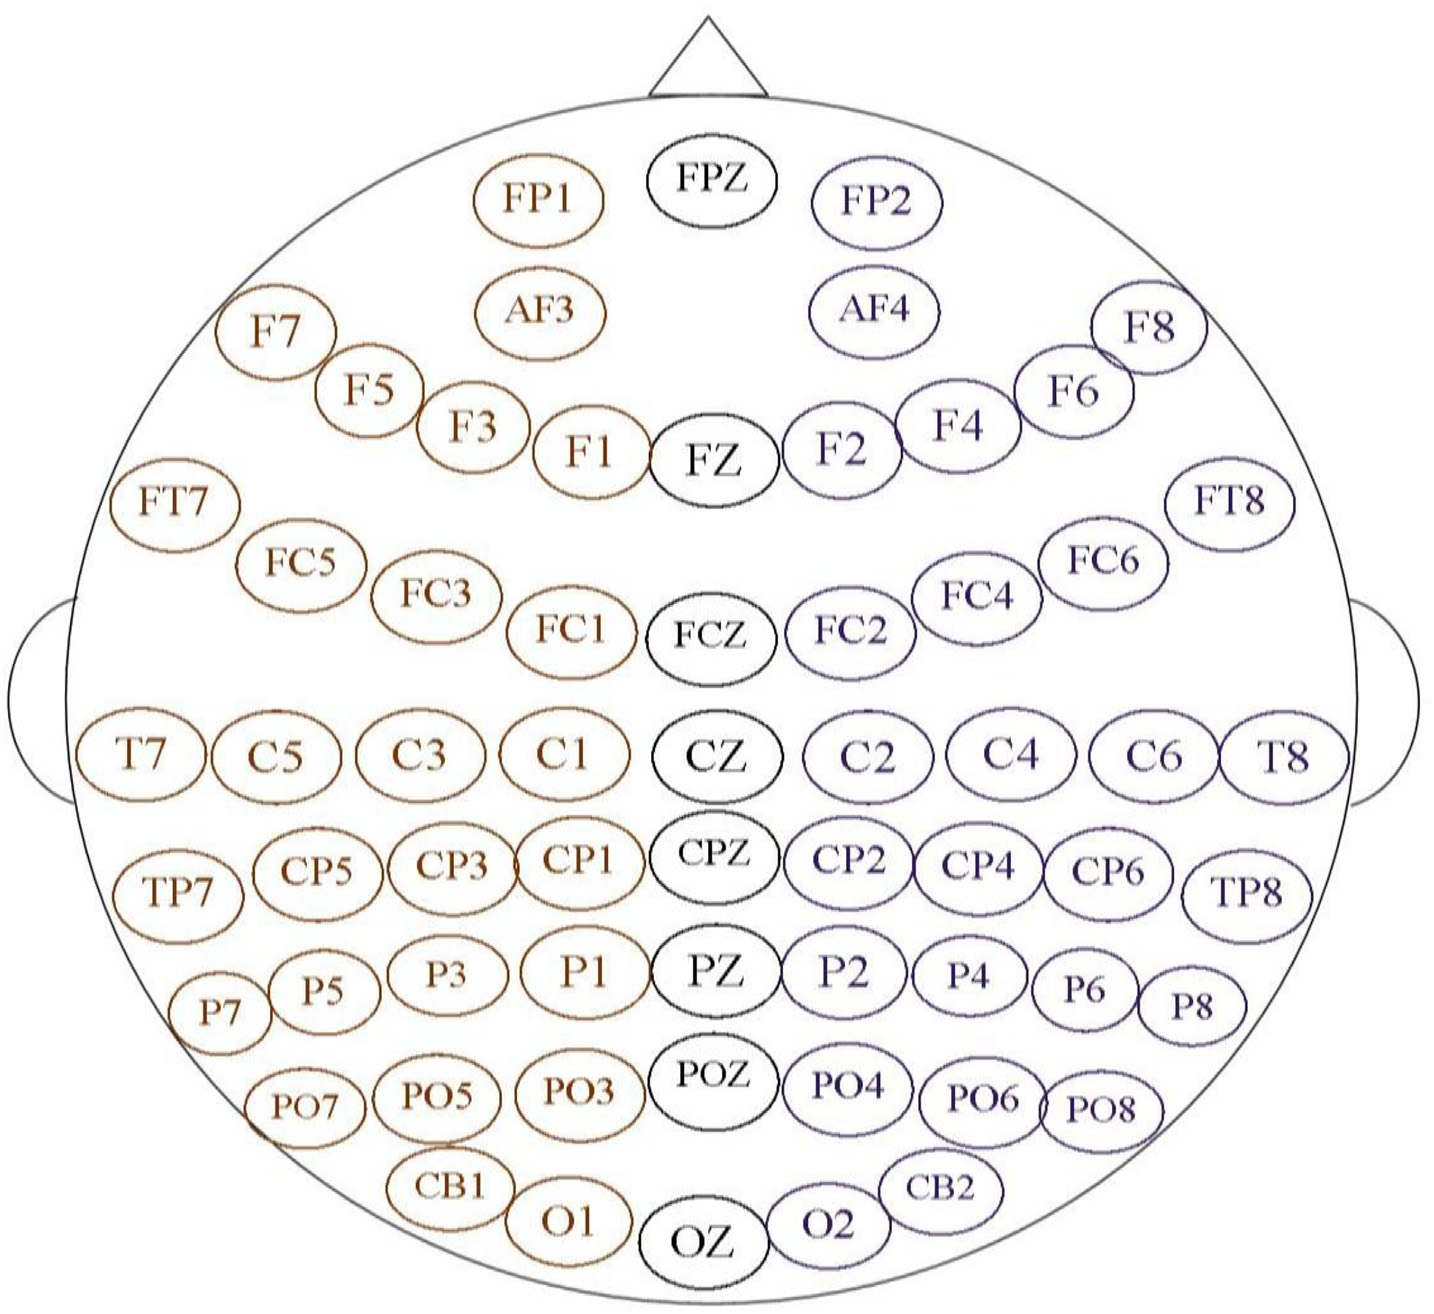 FP1 FPZ FP2
AF3 AF4
F7 F5 F3 F1 FZ F2 F4 F6 F8
FT7 FC5 FC3 FC1 FCZ FC2 FC4 FC6 FT8
T7 C5 C3 C1 CZ C2 C4 C6 T8
TP7 CP5 CP3 CP1 CPZ CP2 CP4 CP6 TP8
P7 P5 P3 P1 PZ P2 P4 P6 P8
PO7 PO5 PO3 POZ PO4 PO6 PO8
CB1 O1 OZ O2 CB2